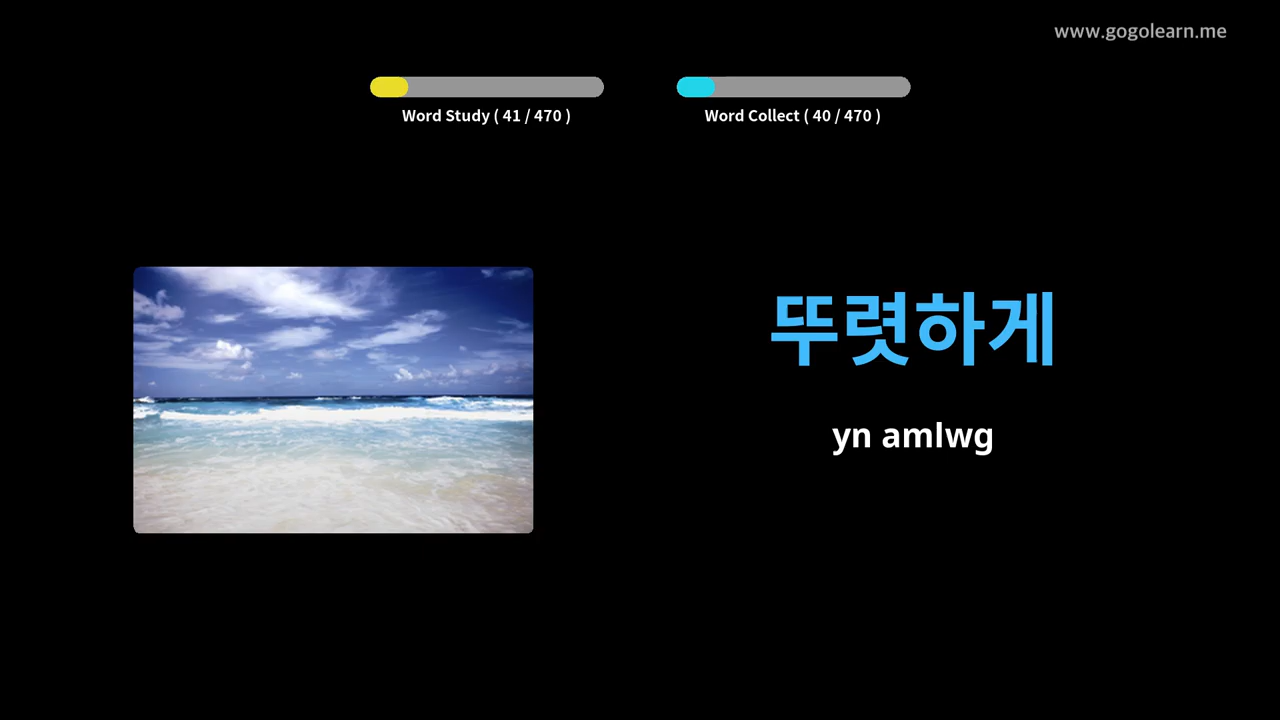 www.gogolearn.me
Word Study ( 41 / 470 )
Word Collect ( 40 / 470 )
뚜렷하게
yn amlwg